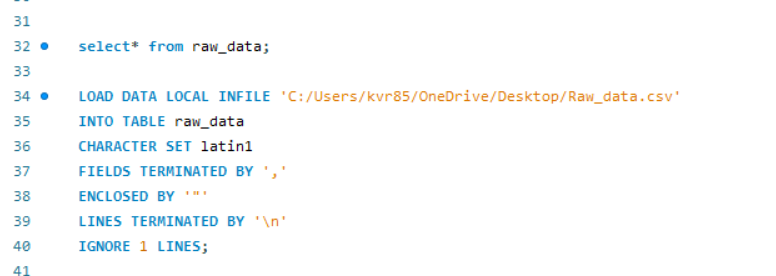 31
32 select* from raw_data;
33
34 LOAD DATA LOCAL INFILE 'C:/Users/kvr85/OneDrive/Desktop/Raw_data.csv'
35 INTO TABLE raw_data
36 CHARACTER SET latin1
37 FIELDS TERMINATED BY ','
38 ENCLOSED BY '"'
39 LINES TERMINATED BY '\n'
40 IGNORE 1 LINES;
41